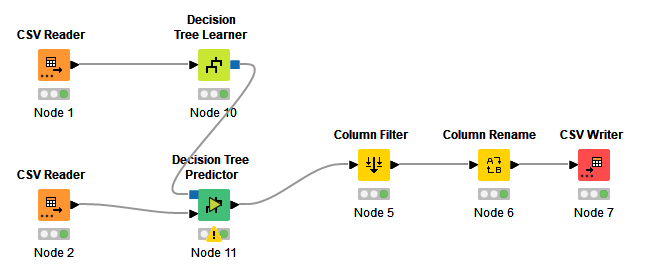 Decision
CSV Reader
Tree Learner
Node 1
Node 10
Decision Tree
Predictor
Column Filter
Column Rename
CSV Writer
CSV Reader
A
B
Node 5
Node 6
Node 7
Node 2
Node 11